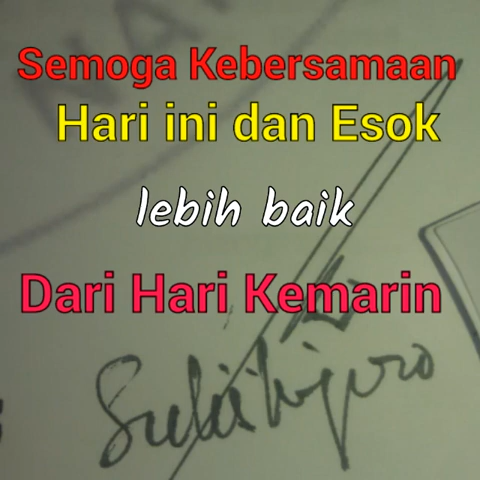 Semoga Kebersamaan
Hari ini dan Esok
lebih baik
Dari Hari Kemarin